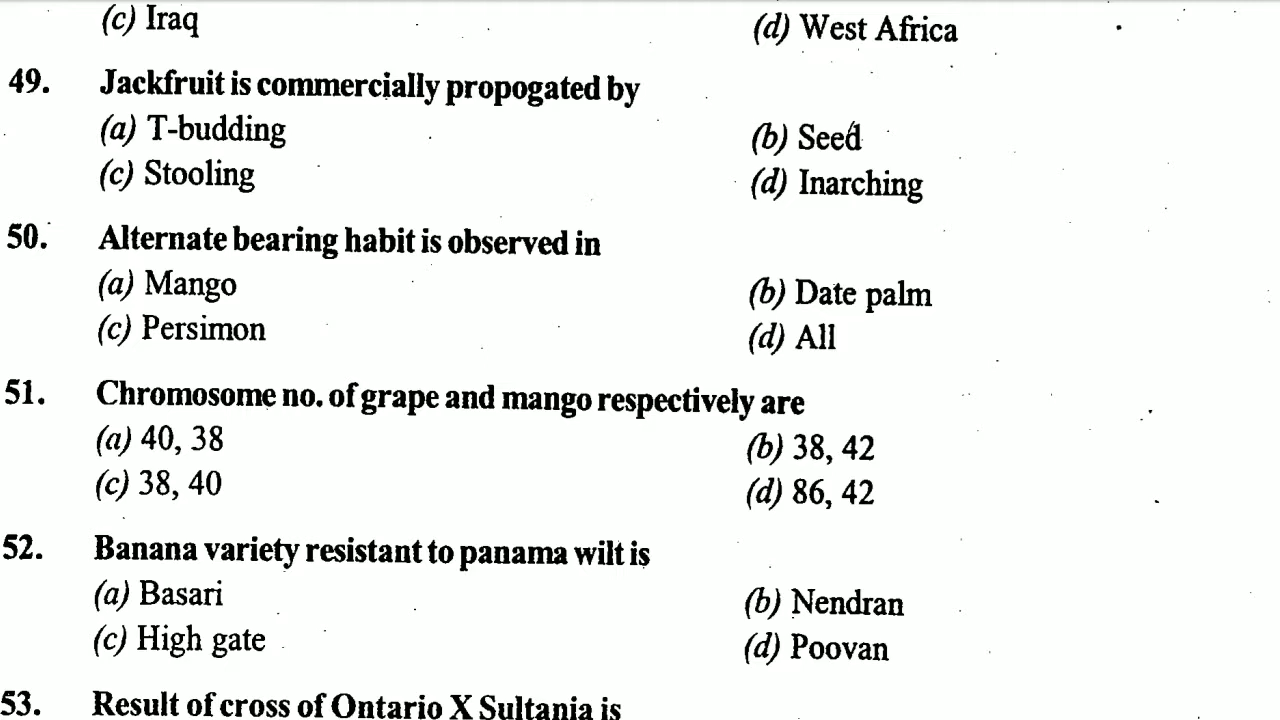 (c) Iraq
(d) West Africa
49. Jackfruit is commercially propogated by
(a) T-budding
(b) Seed
(c) Stooling
(d) Inarching
50. Alternate bearing habit is observed in
(a) Mango
(b) Date palm
(c) Persimon
(d) All
51. Chromosome no. of grape and mango respectively are
(a) 40, 38
(b) 38, 42
(c) 38, 40
(d) 86, 42
52. Banana variety resistant to panama wilt is
(a) Basari
(b) Nendran
(c) High gate
(d) Poovan
53. Result of cross of Ontario X Sultania is